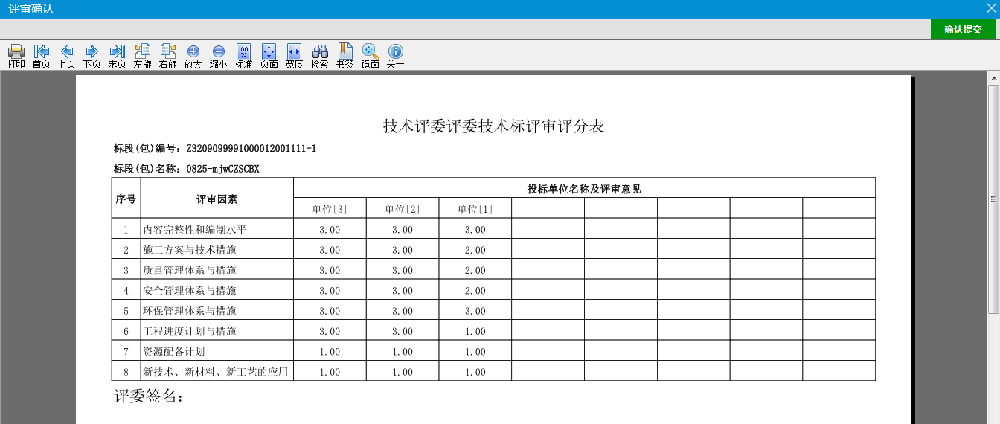 评审确认
确认提交
打印 首页 上页 下页 末页 左旋 右旋 放大 缩小 标准 页面 宽度 检索 书签 镜面 关于
技术评委评委技术标评审评分表
标段(包)编号: Z3209099991000012001111-1
标段(包)名称: 0825-mjwCZSCBX
序号 评审因素 投标单位名称及评审意见
单位[3] 单位[2] 单位[1]
1 内容完整性和编制水平 3.00 3.00 3.00
2 施工方案与技术措施 3.00 3.00 2.00
3 质量管理体系与措施 3.00 3.00 2.00
4 安全管理体系与措施 3.00 3.00 2.00
5 环保管理体系与措施 3.00 3.00 3.00
6 工程进度计划与措施 3.00 3.00 1.00
7 资源配备计划 1.00 1.00 1.00
8 新技术、新材料、新工艺的应用 1.00 1.00 1.00
评委签名: